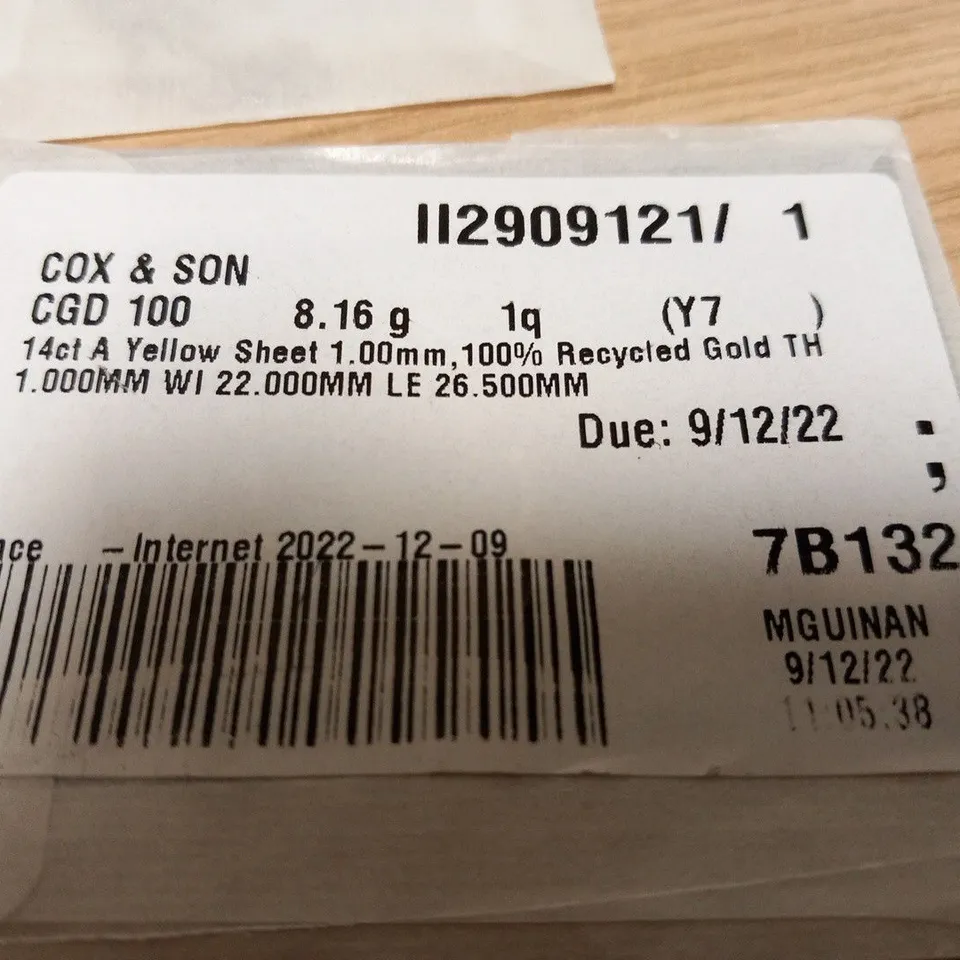 II2909121/ 1
COX & SON
CGD 100 8.16 g 1q (Y7 )
14ct A Yellow Sheet 1.00mm,100% Recycled Gold TH
1.000MM WI 22.000MM LE 26.500MM
Due: 9/12/22
- Internet 2022-12-09
7B132
MGUINAN
9/12/22
11:05.38